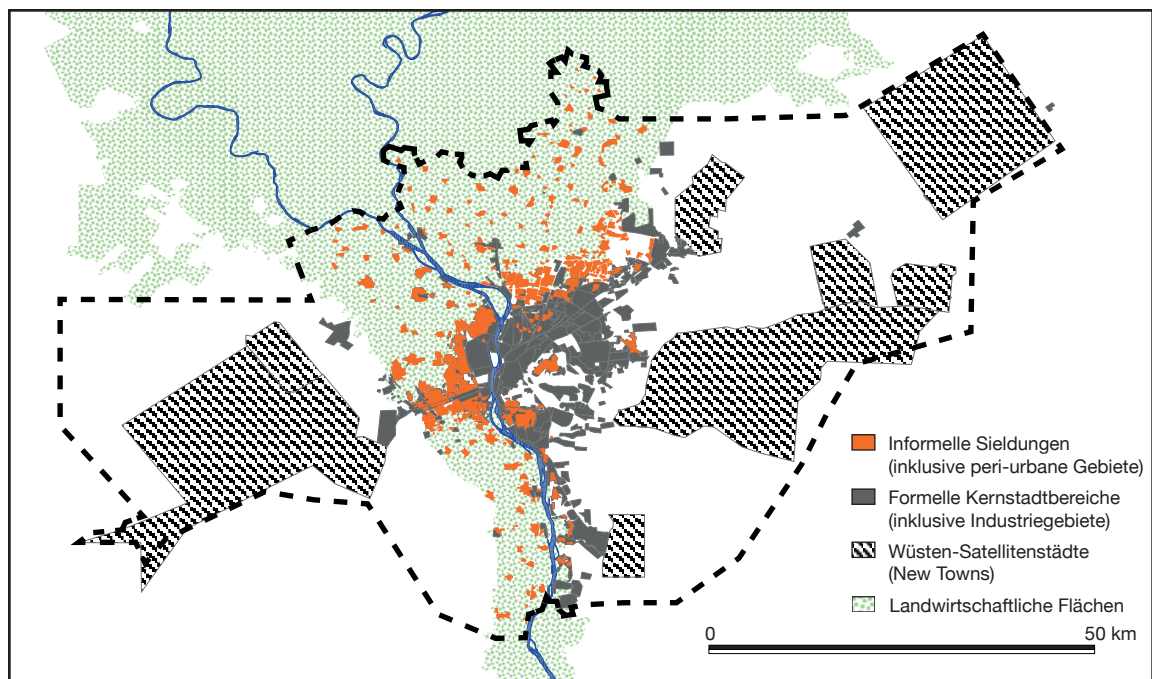 Informelle Sieldungen
(inklusive peri-urbane Gebiete)
Formelle Kernstadtbereiche
(inklusive Industriegebiete)
Wüsten-Satellitenstädte
(New Towns)
Landwirtschaftliche Flächen
0 50 km